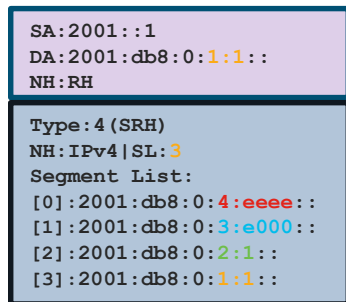 SA:2001::1
DA:2001:db8:0:1:1::
NH:RH
Type:4(SRH)
NH:IPv4|SL:3
Segment List:
[0]:2001:db8:0:4:eeee::
[1]:2001:db8:0:3:e000::
[2]:2001:db8:0:2:1::
[3]:2001:db8:0:1:1::